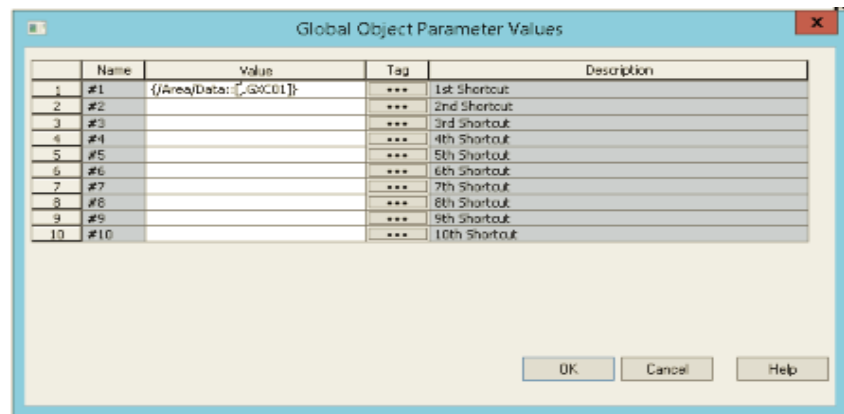 Global Object Parameter Values
x
Name Value Tag Description
1 #1 {/Area/Data::[,GXC01]} ••• 1st Shortcut
2 #2 ••• 2nd Shortcut
3 #3 ••• 3rd Shortcut
4 #4 ••• 4th Shortcut
5 #5 ••• 5th Shortcut
6 #6 ••• 6th Shortcut
7 #7 ••• 7th Shortcut
8 #8 ••• 8th Shortcut
9 #9 ••• 9th Shortcut
10 #10 ••• 10th Shortcut
OK Cancel Help